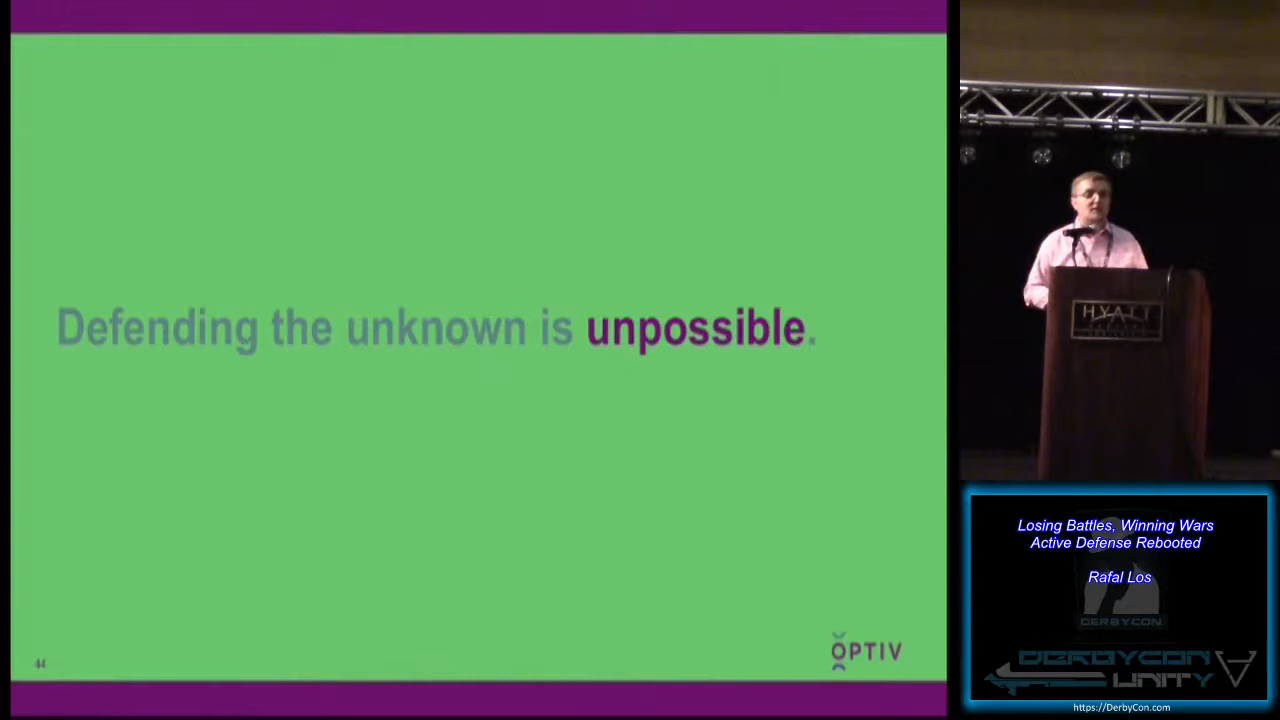 Defending the unknown is unpossible.
44
OPTIV
HYATT
Losing Battles, Winning Wars
Active Defense Rebooted
Rafal Los
DERBYCON
DERBYCON
UNITY
https://DerbyCon.com